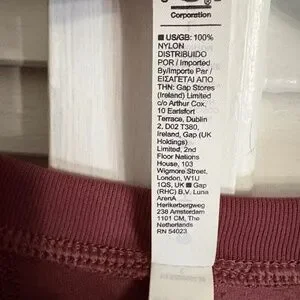 Corporation
■ US/GB: 100%
NYLON
DISTRIBUIDO
POR / Imported
By/Importe Par /
ΕΙΣΑΓΕΤΑΙ ΑΠΟ
ΤΗΝ: Gap Stores
(Ireland) Limited
c/o Arthur Cox,
10 Earlsfort
Terrace, Dublin
2, D02 T380,
Ireland, Gap (UK
Holdings)
Limited, 2nd
Floor Nations
House, 103
Wigmore Street,
London, W1U
1QS, UK ■ Gap
(RHC) B.V. Luna
ArenA
Herikerbergweg
238 Amsterdam
1101 CM, The
Netherlands
RN 54023